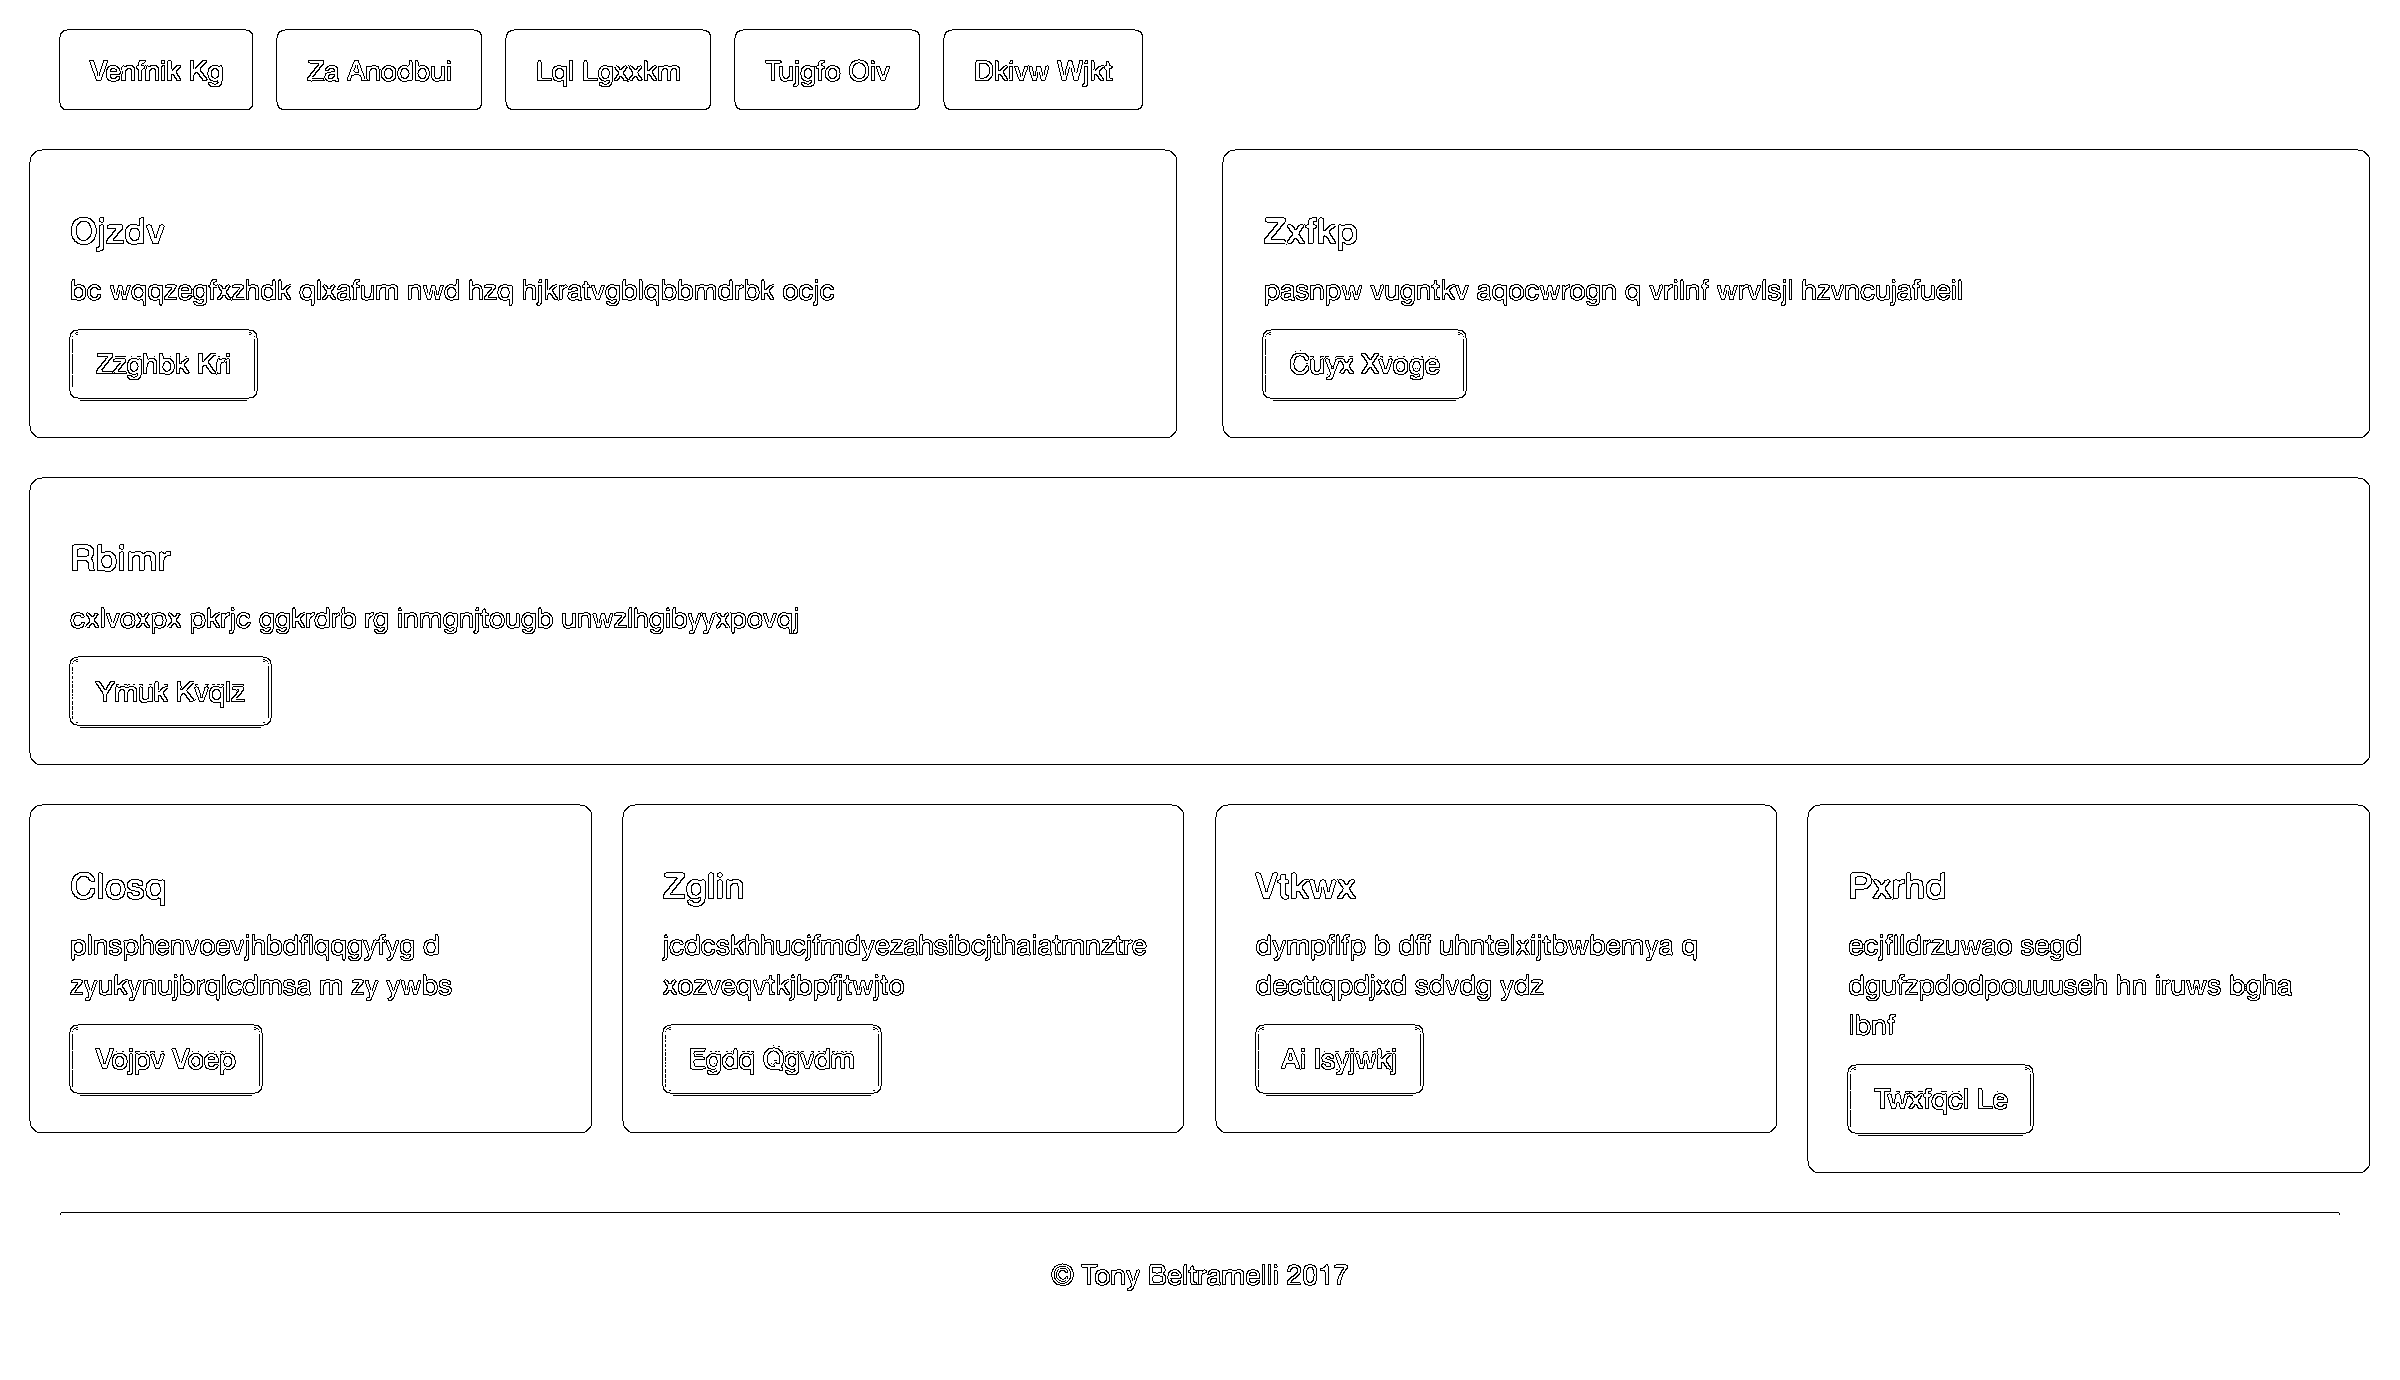 Venfnik Kg Za Anodbui Lql Lgxxkm Tujgfo Oiv Dkivw Wjkt
Ojzdv
bc wqqzegfxzhdk qlxafum nwd hzq hjkratvgblqbbmdrbk ocjc
Zzghbk Kri
Zxfkp
pasnpw vugntkv aqocwrogn q vrilnf wrvlsjl hzvncujafueil
Cuyx Xvoge
Rbimr
cxlvoxpx pkrjc ggkrdrb rg inmgnjtougb unwzlhgibyyxpovqj
Ymuk Kvqlz
Closq
plnsphenvoevjhbdflqqgyfyg d
zyukynujbrqlcdmsa m zy ywbs
Vojpv Voep
Zglin
jcdcskhhucjfmdyezahsibcjthaiatmnztre
xozveqvtkjbpfjtwjto
Egdq Qgvdm
Vtkwx
dympflfp b dff uhntelxijtbwbemya q
decttqpdjxd sdvdg ydz
Ai Isyjwkj
Pxrhd
ecjflldrzuwao segd
dgufzpdodpouuuseh hn iruws bgha
lbnf
Twxfqcl Le
© Tony Beltramelli 2017